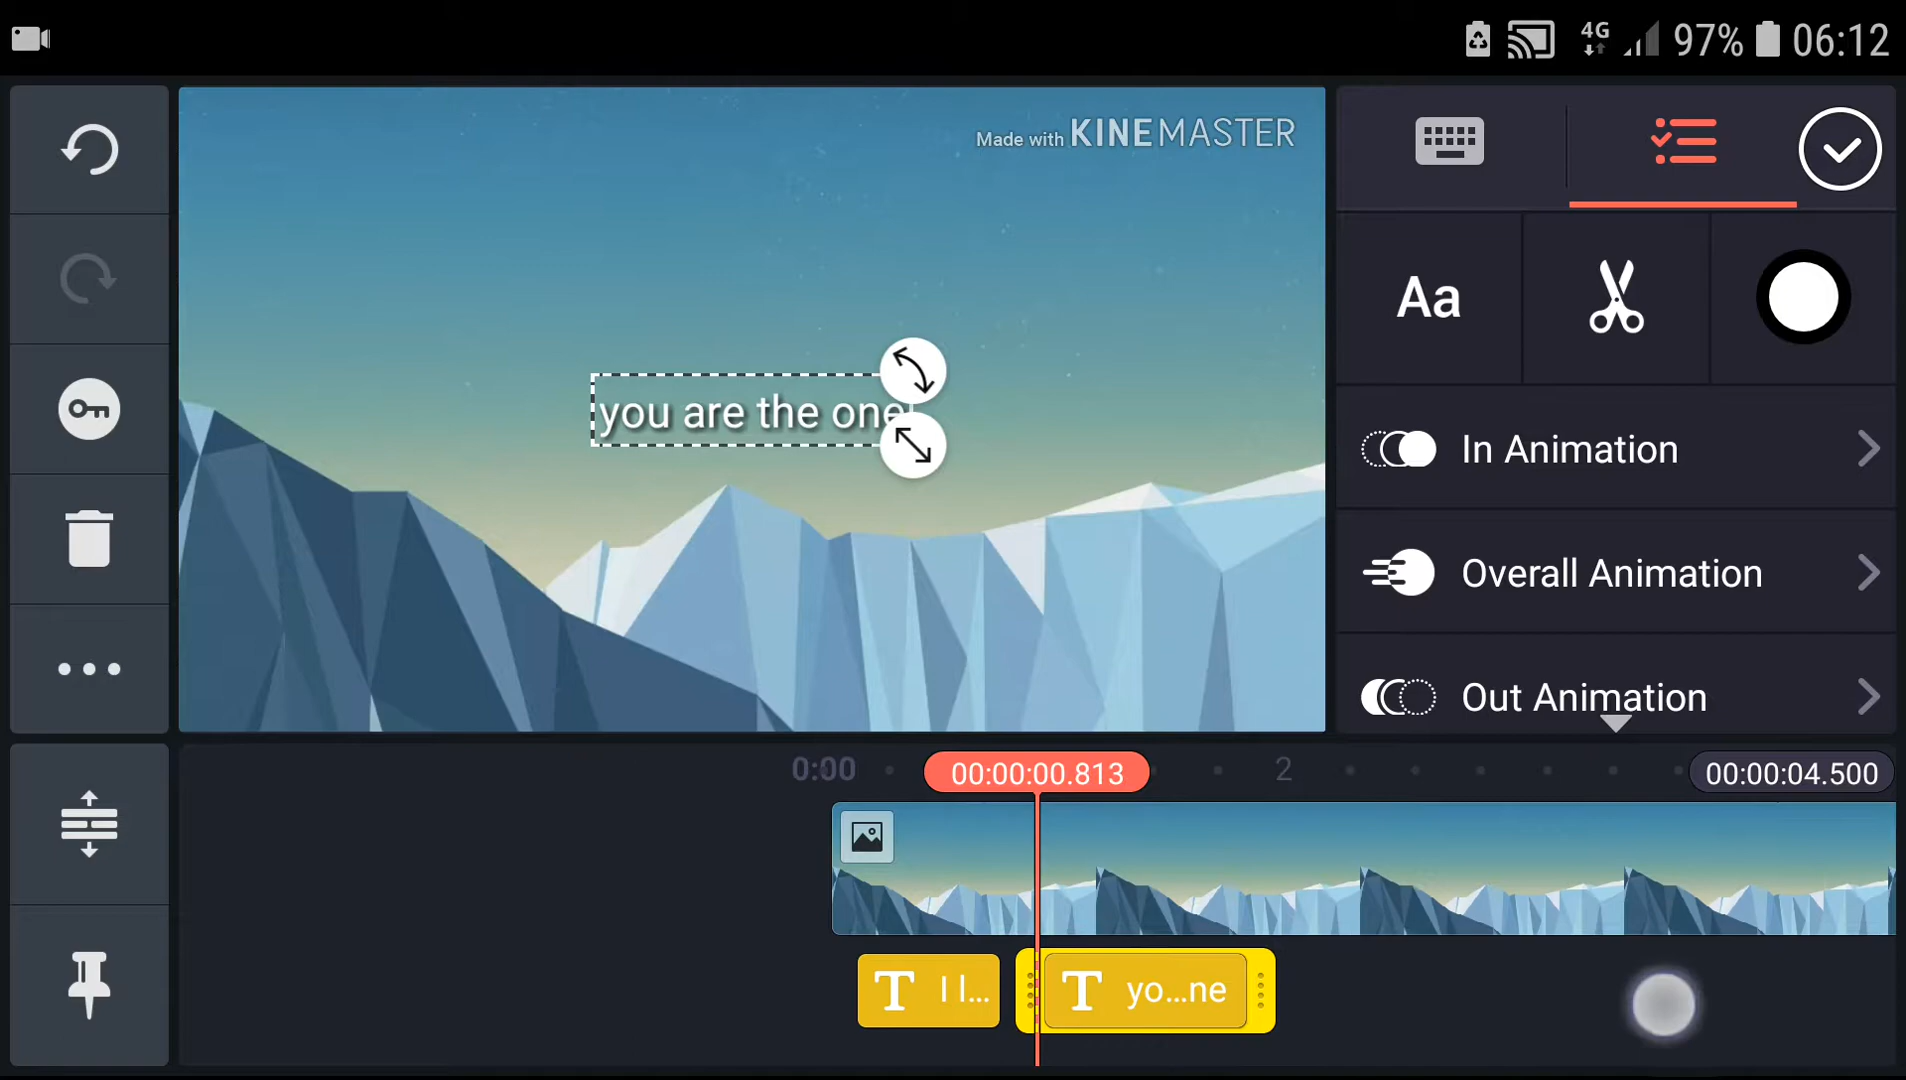 4G 97% 06:12
Made with KINEMASTER
you are the one
Aa
In Animation
Overall Animation
Out Animation
0:00 00:00:00.813 2 00:00:04.500
T I l... T yo...ne